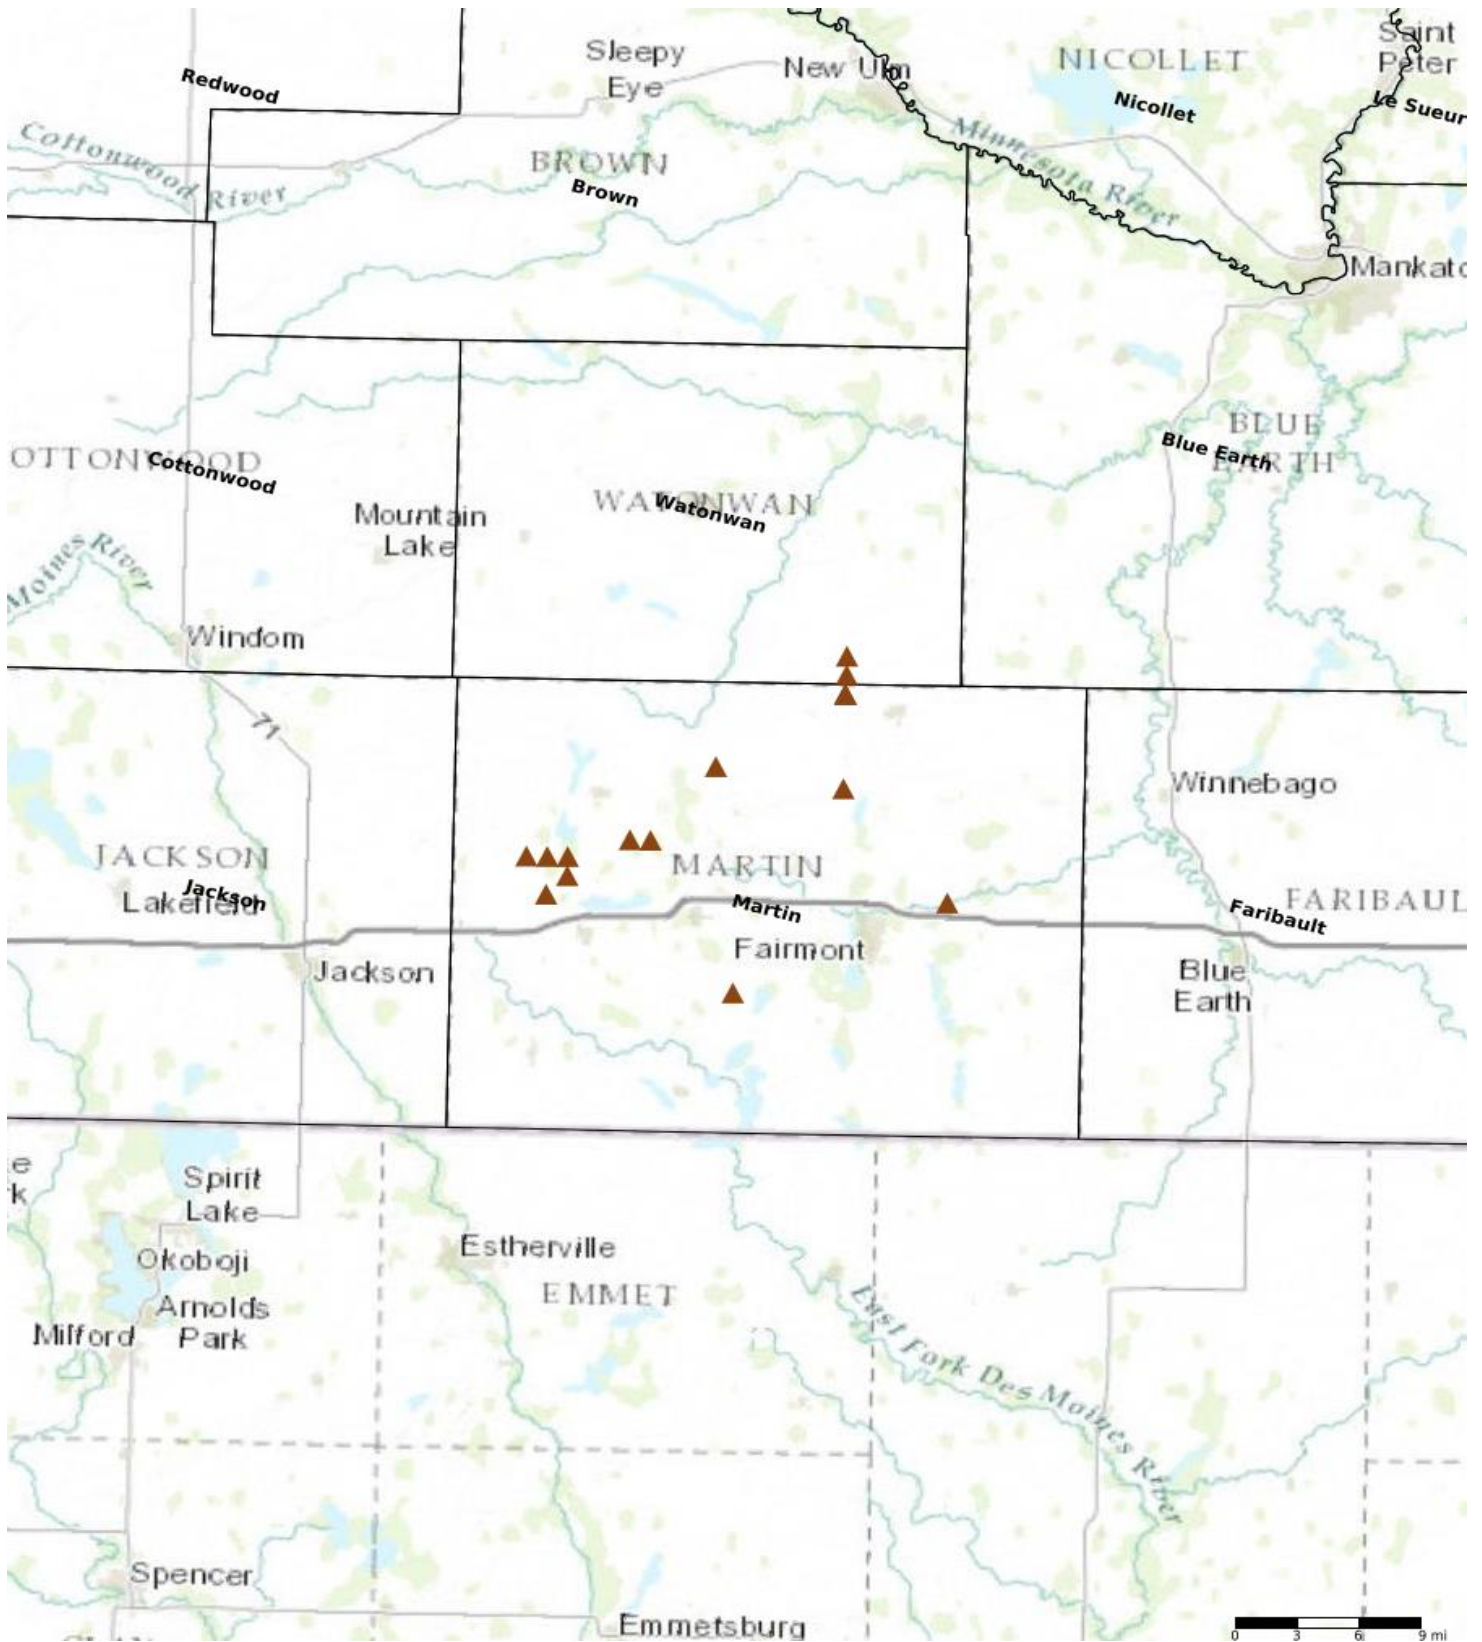 Saint
Peter
Sleepy
Eye
New Ulm
NICOLLET
Redwood
Nicollet
Le Sueur
Minnesota River
Cottonwood River
BROWN
Brown
Mankato
BLUE
EARTH
Blue Earth
OTTONWOOD
Cottonwood
WATONWAN
Watonwan
Mountain
Lake
Moines River
Windom
71
Winnebago
JACKSON
Jackson
Lakefield
MARTIN
Martin
FARIBAUL
Faribault
Fairmont
Jackson
Blue
Earth
e
rk
Spirit
Lake
Okoboji
Estherville
EMMET
Arnolds
Park
Milford
East Fork Des Moines River
Spencer
Emmetsburg
0 3 6 9 mi